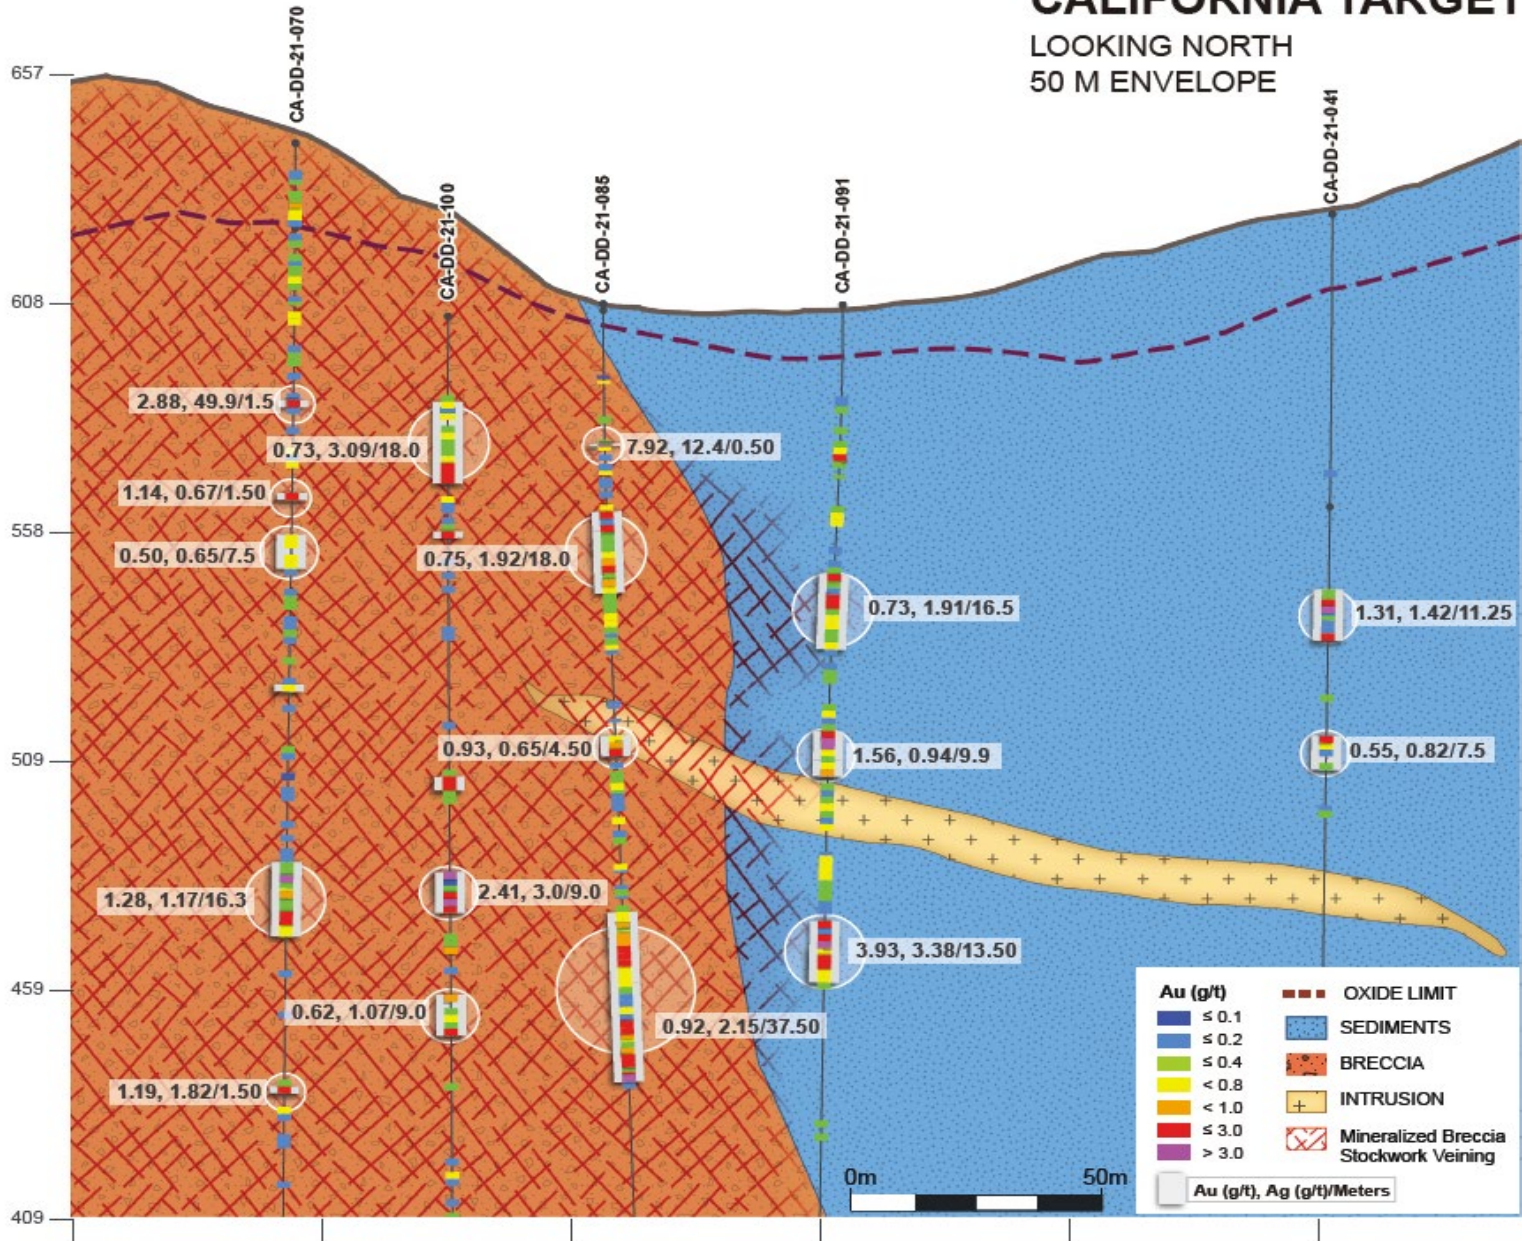 CALIFORNIA TARGET
LOOKING NORTH
50 M ENVELOPE
CA-DD-21-070
CA-DD-21-100
CA-DD-21-085
CA-DD-21-091
CA-DD-21-041
657
608
558
509
459
409
2.88, 49.9/1.5
0.73, 3.09/18.0
7.92, 12.4/0.50
1.14, 0.67/1.50
0.50, 0.65/7.5
0.75, 1.92/18.0
0.73, 1.91/16.5
1.31, 1.42/11.25
0.93, 0.65/4.50
1.56, 0.94/9.9
0.55, 0.82/7.5
1.28, 1.17/16.3
2.41, 3.0/9.0
3.93, 3.38/13.50
0.62, 1.07/9.0
0.92, 2.15/37.50
1.19, 1.82/1.50
0m
50m
Au (g/t)
≤ 0.1
≤ 0.2
≤ 0.4
< 0.8
< 1.0
≤ 3.0
> 3.0
OXIDE LIMIT
SEDIMENTS
BRECCIA
INTRUSION
Mineralized Breccia
Stockwork Veining
Au (g/t), Ag (g/t)/Meters